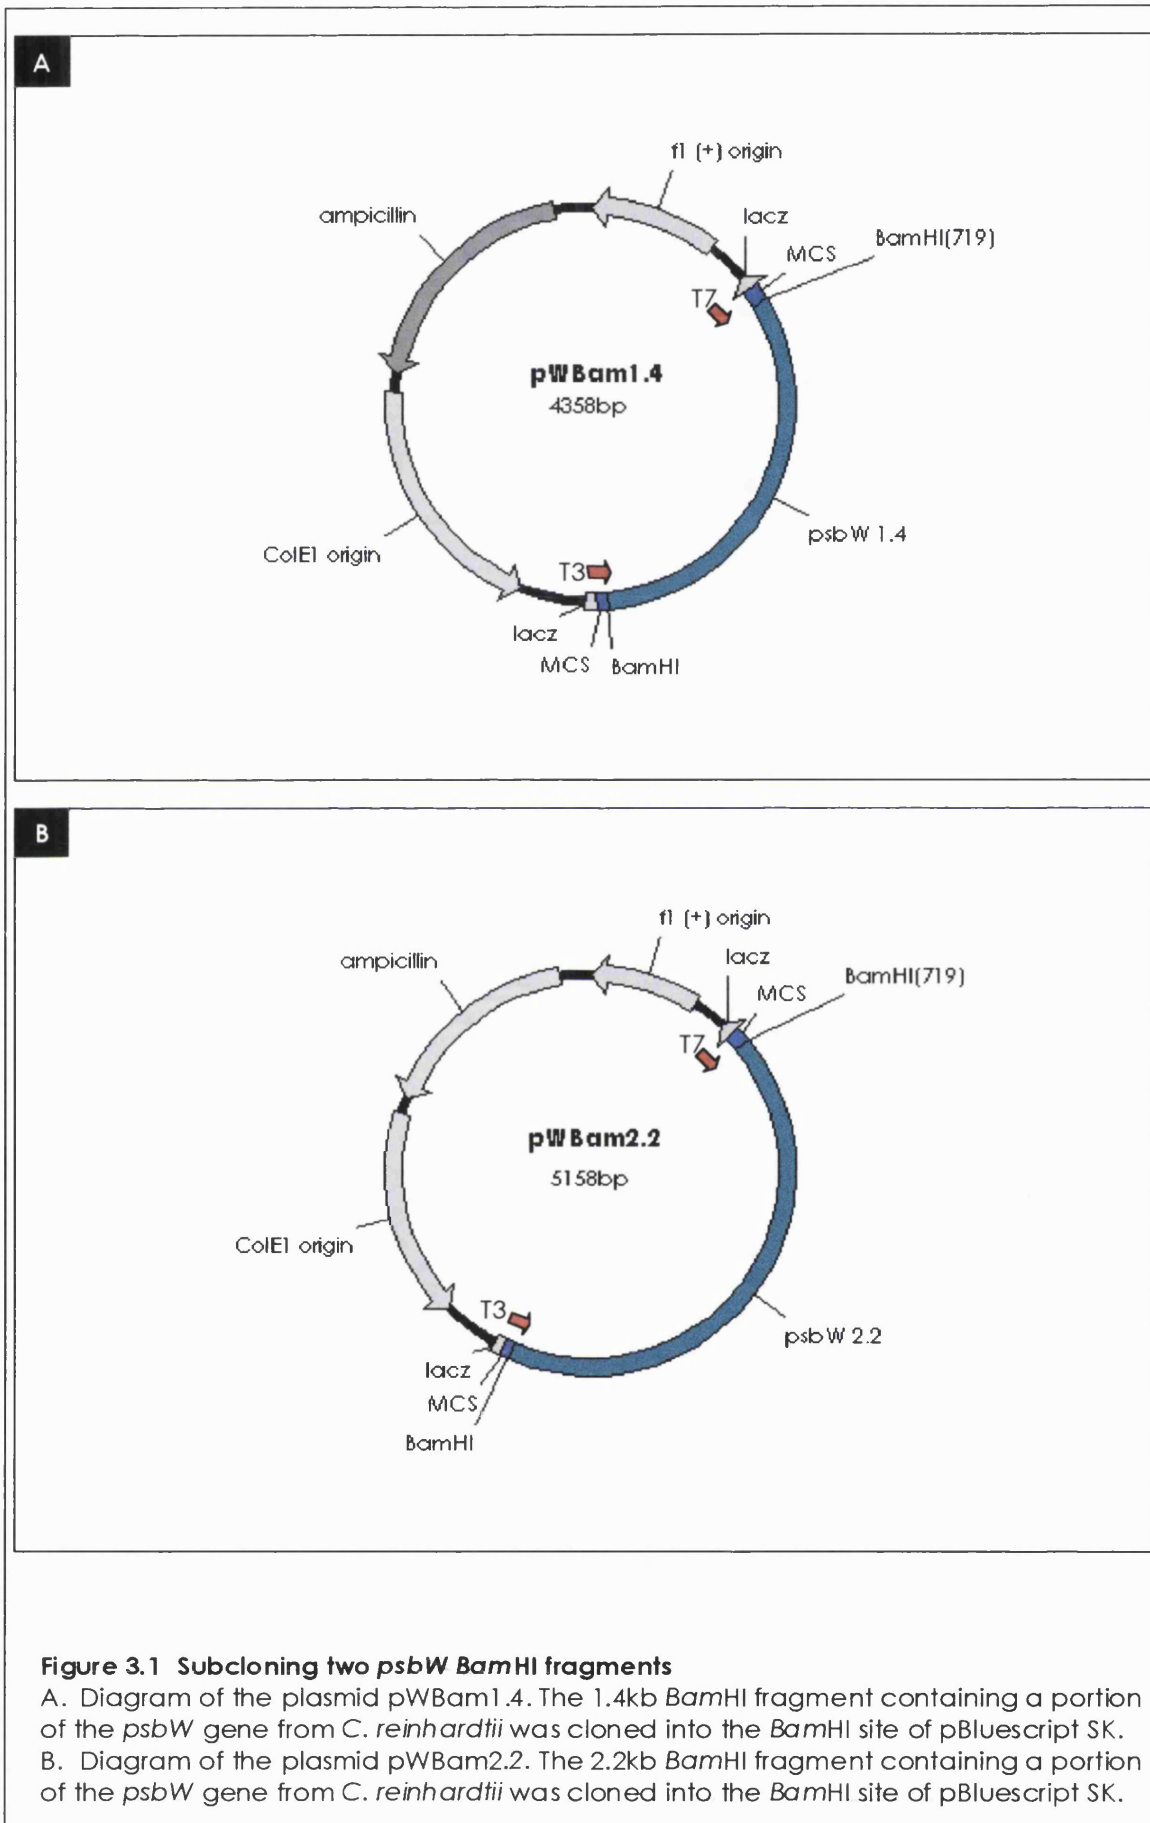 A
f1 (+) origin
ampicillin
lacz
BamHI(719)
MCS
T7
pWBam1.4
4358bp
psbW 1.4
ColE1 origin
T3
lacz
MCS
BamHI
B
f1 (+) origin
ampicillin
lacz
BamHI(719)
MCS
T7
pWBam2.2
5158bp
ColE1 origin
T3
psbW 2.2
lacz
MCS
BamHI
Figure 3.1 Subcloning two psbW BamHI fragments
A. Diagram of the plasmid pWBam1.4. The 1.4kb BamHI fragment containing a portion
of the psbW gene from C. reinhardtii was cloned into the BamHI site of pBluescript SK.
B. Diagram of the plasmid pWBam2.2. The 2.2kb BamHI fragment containing a portion
of the psbW gene from C. reinhardtii was cloned into the BamHI site of pBluescript SK.